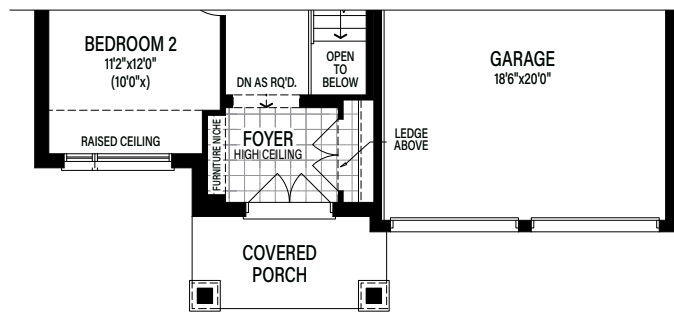 BEDROOM 2
11'2"x12'0"
(10'0"x)
RAISED CEILING
DN AS RQ'D.
OPEN
TO
BELOW
GARAGE
18'6"x20'0"
FURNITURE NICHE
FOYER
HIGH CEILING
LEDGE
ABOVE
COVERED
PORCH